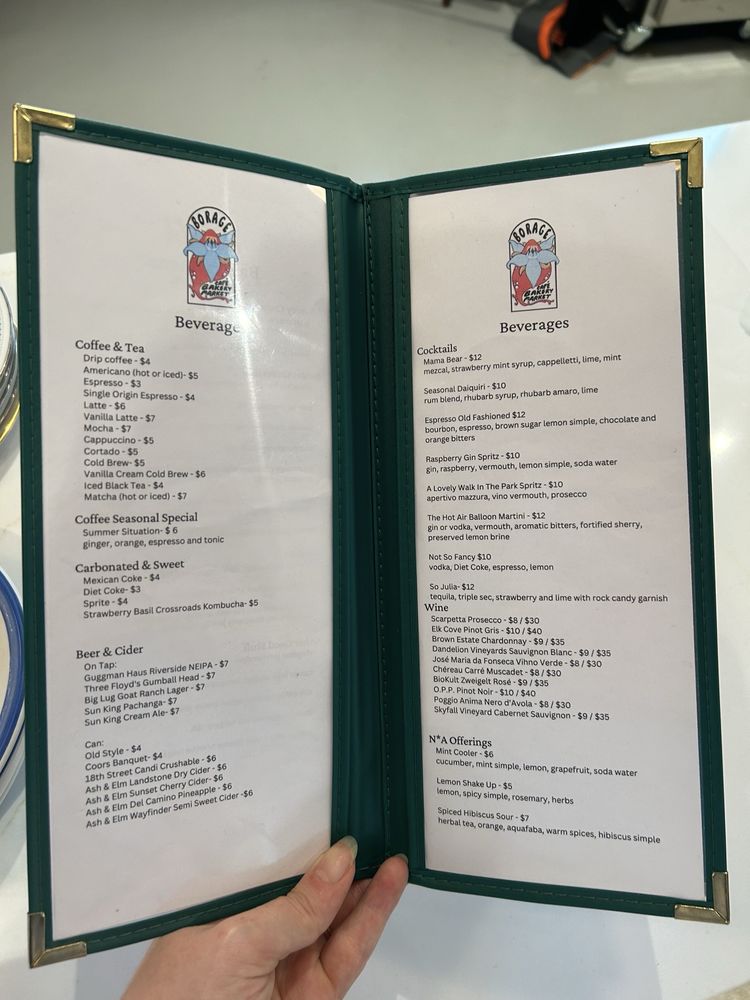 BORAGE
CAFE
BAKERY
MARKET
Beverage
Coffee & Tea
Drip coffee - $4
Americano (hot or iced)- $5
Espresso - $3
Single Origin Espresso - $4
Latte - $6
Vanilla Latte - $7
Mocha - $7
Cappuccino - $5
Cortado - $5
Cold Brew- $5
Vanilla Cream Cold Brew - $6
Iced Black Tea - $4
Matcha (hot or iced) - $7
Coffee Seasonal Special
Summer Situation- $ 6
ginger, orange, espresso and tonic
Carbonated & Sweet
Mexican Coke - $4
Diet Coke- $3
Sprite - $4
Strawberry Basil Crossroads Kombucha- $5
Beer & Cider
On Tap:
Guggman Haus Riverside NEIPA - $7
Three Floyd's Gumball Head - $7
Big Lug Goat Ranch Lager - $7
Sun King Pachanga- $7
Sun King Cream Ale- $7
Can:
Old Style - $4
Coors Banquet- $4
18th Street Candi Crushable - $6
Ash & Elm Landstone Dry Cider - $6
Ash & Elm Sunset Cherry Cider- $6
Ash & Elm Del Camino Pineapple - $6
Ash & Elm Wayfinder Semi Sweet Cider -$6
BORAGE
CAFE
BAKERY
MARKET
Beverages
Cocktails
Mama Bear - $12
mezcal, strawberry mint syrup, cappelletti, lime, mint
Seasonal Daiquiri - $10
rum blend, rhubarb syrup, rhubarb amaro, lime
Espresso Old Fashioned $12
bourbon, espresso, brown sugar lemon simple, chocolate and
orange bitters
Raspberry Gin Spritz - $10
gin, raspberry, vermouth, lemon simple, soda water
A Lovely Walk In The Park Spritz - $10
apertivo mazzura, vino vermouth, prosecco
The Hot Air Balloon Martini - $12
gin or vodka, vermouth, aromatic bitters, fortified sherry,
preserved lemon brine
Not So Fancy $10
vodka, Diet Coke, espresso, lemon
So Julia- $12
tequila, triple sec, strawberry and lime with rock candy garnish
Wine
Scarpetta Prosecco - $8 / $30
Elk Cove Pinot Gris - $10 / $40
Brown Estate Chardonnay - $9 / $35
Dandelion Vineyards Sauvignon Blanc - $9 / $35
José Maria da Fonseca Vihno Verde - $8 / $30
Chéreau Carré Muscadet - $8 / $30
BioKult Zweigelt Rosé - $9 / $35
O.P.P. Pinot Noir - $10 / $40
Poggio Anima Nero d'Avola - $8 / $30
Skyfall Vineyard Cabernet Sauvignon - $9 / $35
N*A Offerings
Mint Cooler - $6
cucumber, mint simple, lemon, grapefruit, soda water
Lemon Shake Up - $5
lemon, spicy simple, rosemary, herbs
Spiced Hibiscus Sour - $7
herbal tea, orange, aquafaba, warm spices, hibiscus simple